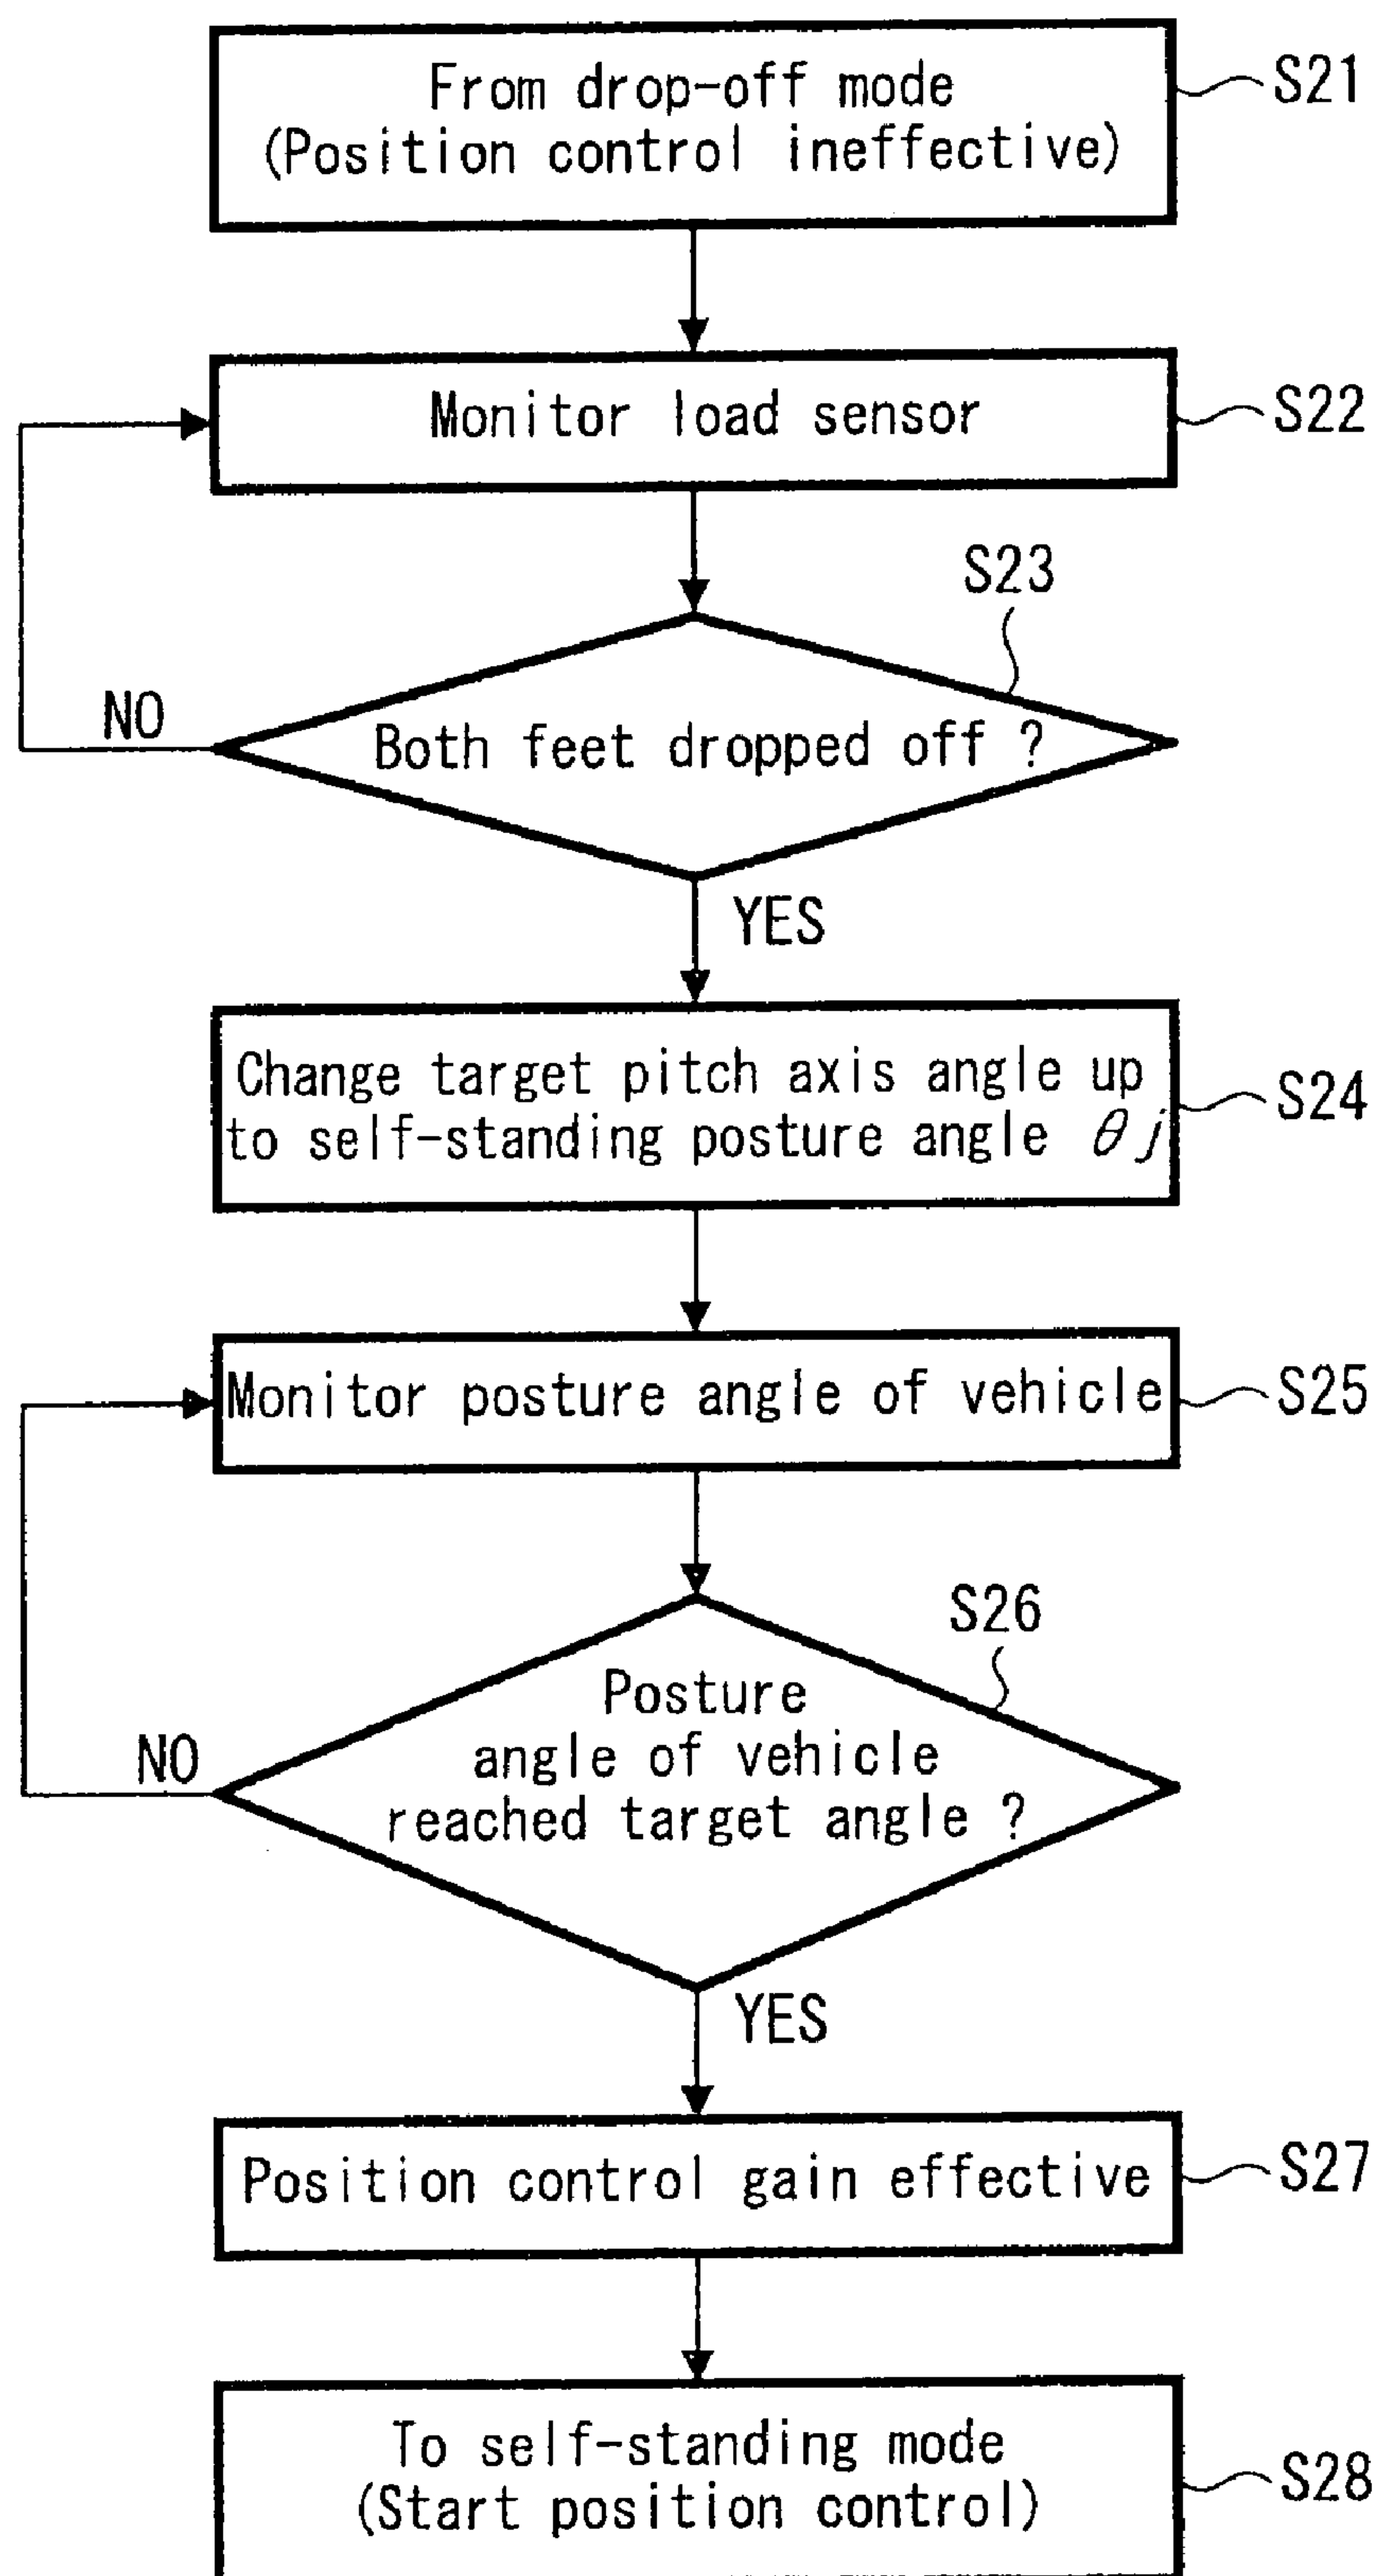 From drop-off mode
(Position control ineffective)
S21
Monitor load sensor
S22
S23
Both feet dropped off ?
NO
YES
Change target pitch axis angle up
to self-standing posture angle θj
S24
Monitor posture angle of vehicle
S25
S26
Posture
angle of vehicle
reached target angle ?
NO
YES
Position control gain effective
S27
To self-standing mode
(Start position control)
S28